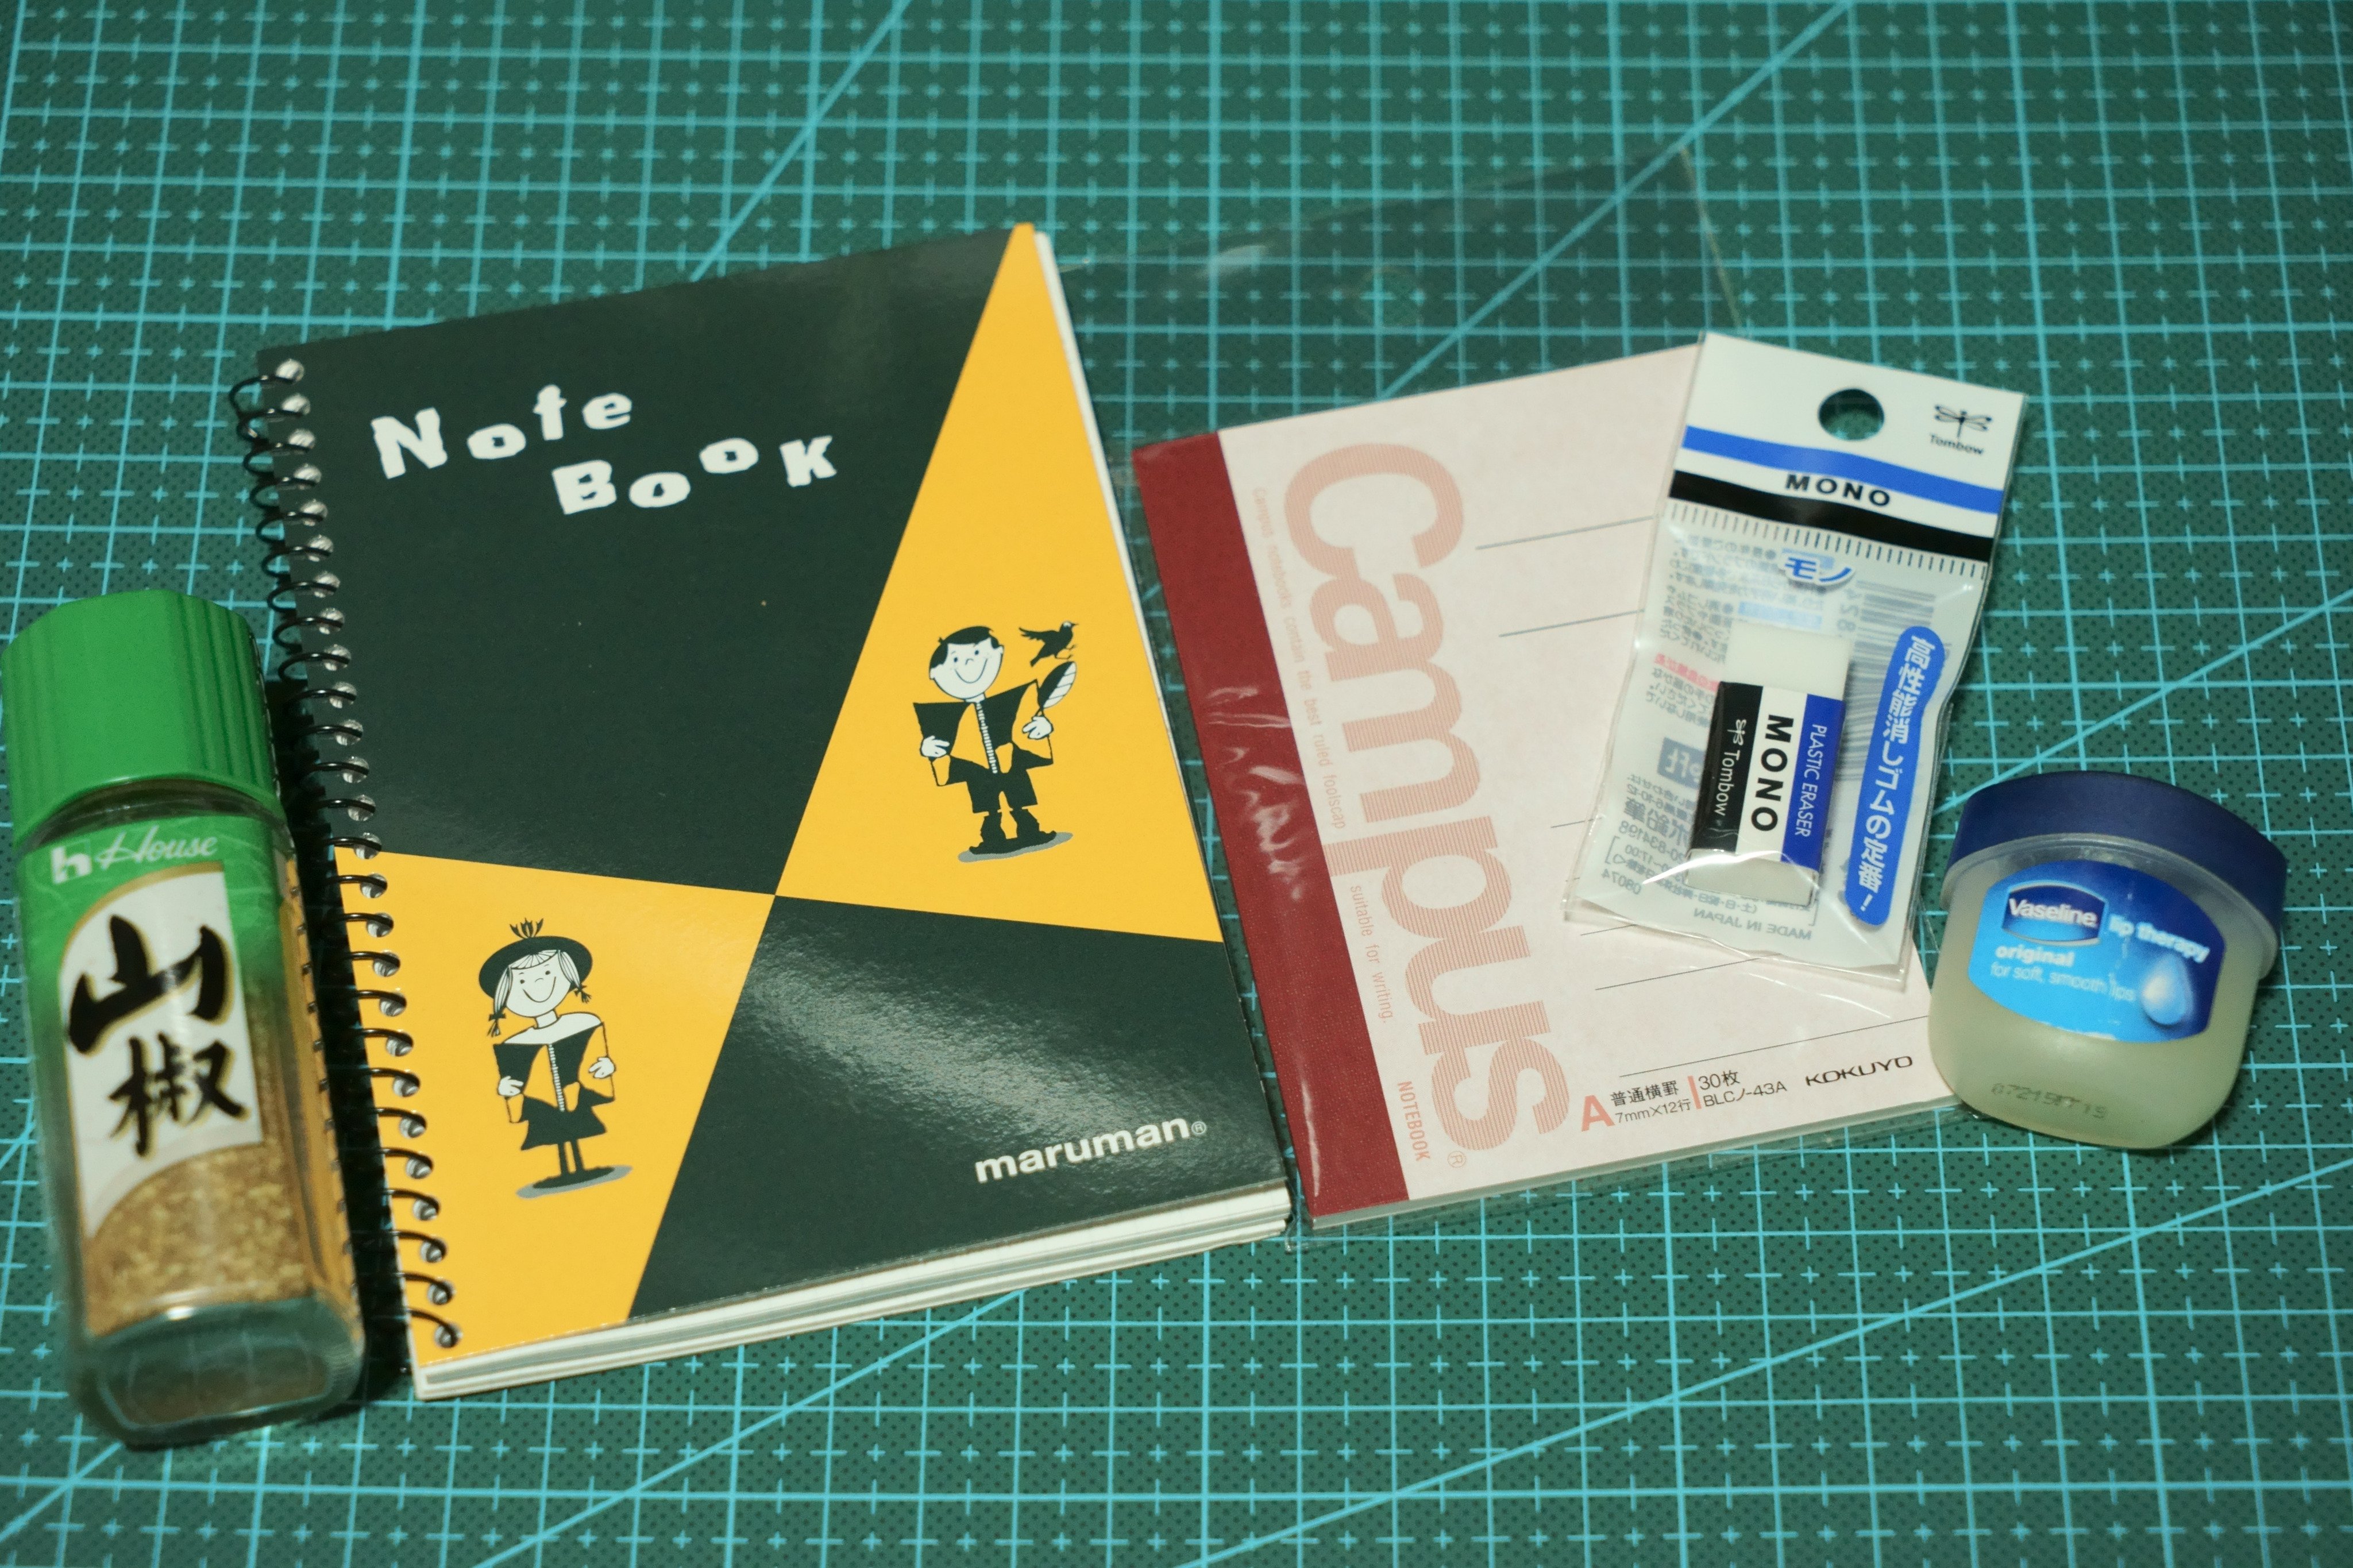 House
山椒
Note
Book
maruman®
Campus®
Campus notebooks contain the best ruled foolscap
suitable for writing.
NOTEBOOK
A 普通横罫
7mm×12行
30枚
BLCノ-43A
KOKUYO
Tombow
MONO
モノ
PLASTIC ERASER
MONO
Tombow
高性能消しゴムの定番!
MADE IN JAPAN
Vaseline
lip therapy
original
for soft, smooth lips